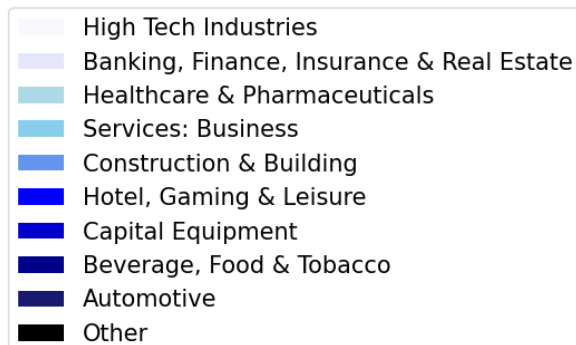 High Tech Industries
Banking, Finance, Insurance & Real Estate
Healthcare & Pharmaceuticals
Services: Business
Construction & Building
Hotel, Gaming & Leisure
Capital Equipment
Beverage, Food & Tobacco
Automotive
Other